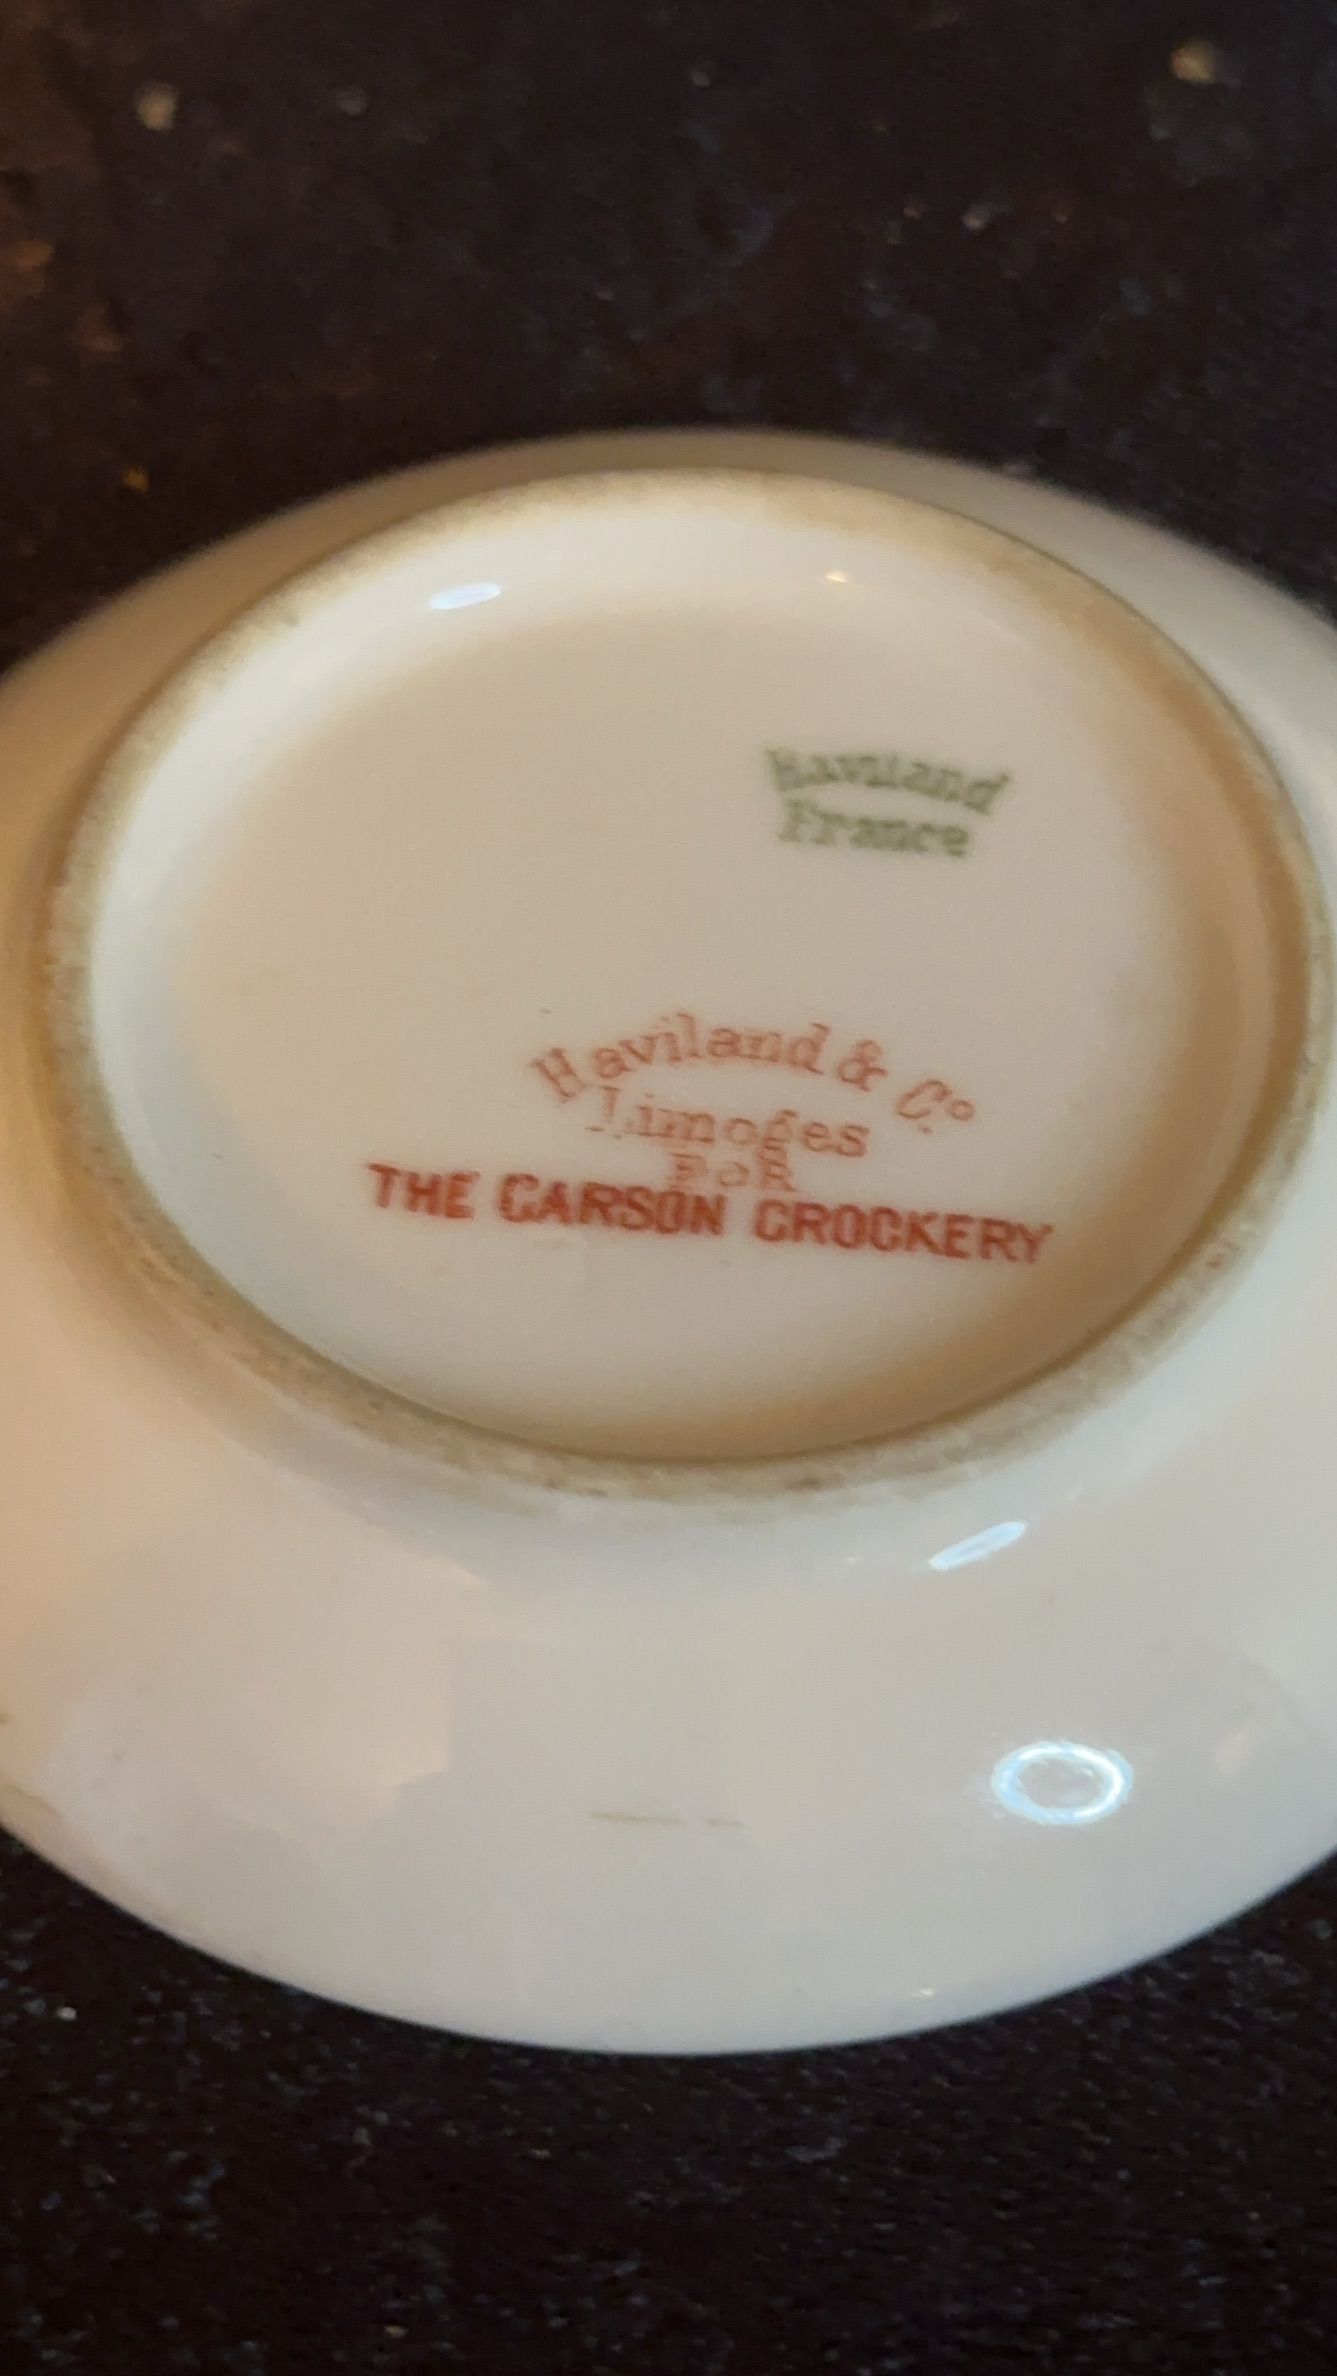 Haviland
France
Haviland & Co
Limoges
FOR
THE CARSON CROCKERY